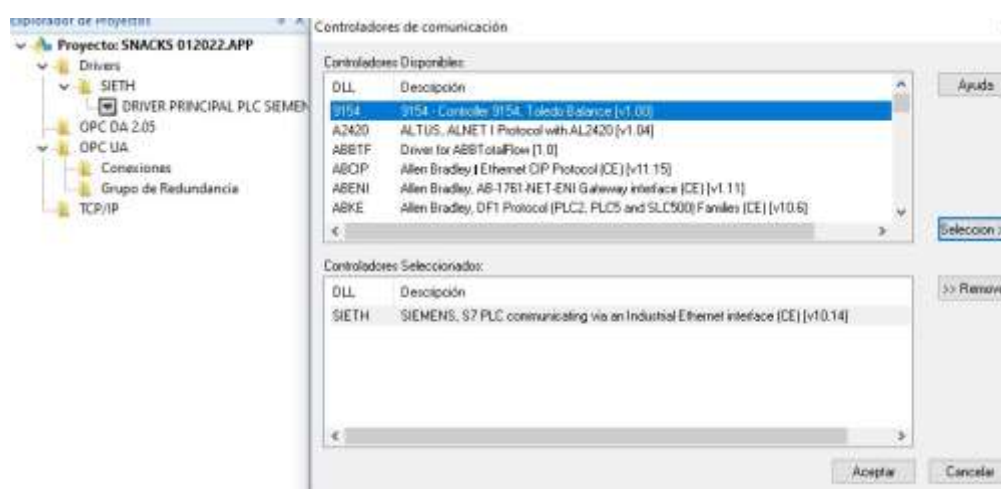 Explorador de Proyectos
Proyecto: SNACKS 012022.APP
Drivers
SIETH
DRIVER PRINCIPAL PLC SIEMEN
OPC DA 2.05
OPC UA
Conexiones
Grupo de Redundancia
TCP/IP
Controladores de comunicación
Controladores Disponibles:
DLL Descripción
9154 9154 - Controller 9154, Toledo Balance [v1.00]
A2420 ALTUS, ALNET I Protocol with AL2420 [v1.04]
ABBTF Driver for ABBTotalFlow [1.0]
ABCIP Allen Bradley | Ethernet CIP Protocol (CE) [v11.15]
ABENI Allen Bradley, AB-1761-NET-ENI Gateway interface (CE) [v1.11]
ABKE Allen Bradley, DF1 Protocol (PLC2, PLC5 and SLC500) Families (CE) [v10.6]
Ayuda
Seleccion >
Controladores Seleccionados:
DLL Descripción
SIETH SIEMENS, S7 PLC communicating via an Industrial Ethernet interface (CE) [v10.14]
>> Remove
Aceptar Cancelar